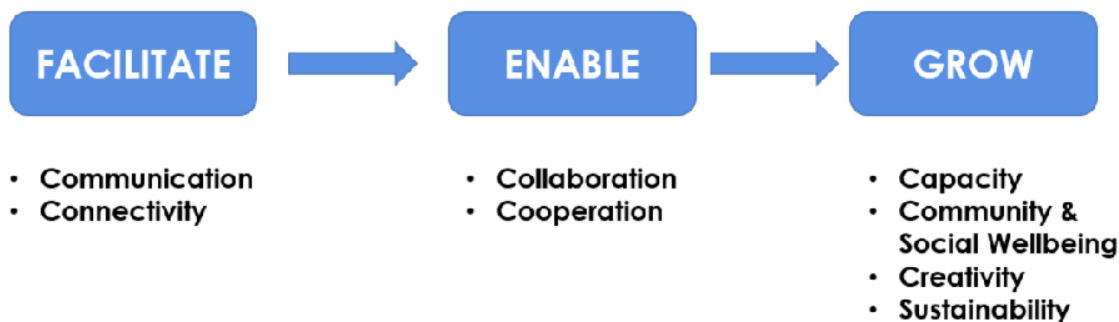 FACILITATE
ENABLE
GROW
• Communication
• Connectivity
• Collaboration
• Cooperation
• Capacity
• Community &
Social Wellbeing
• Creativity
• Sustainability